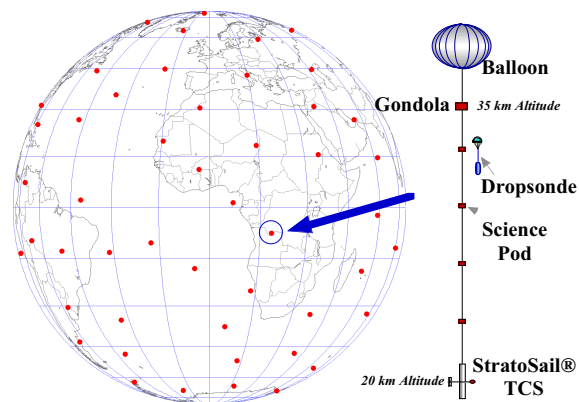 Balloon
Gondola
35 km Altitude
Dropsonde
Science
Pod
StratoSail®
20 km Altitude
TCS